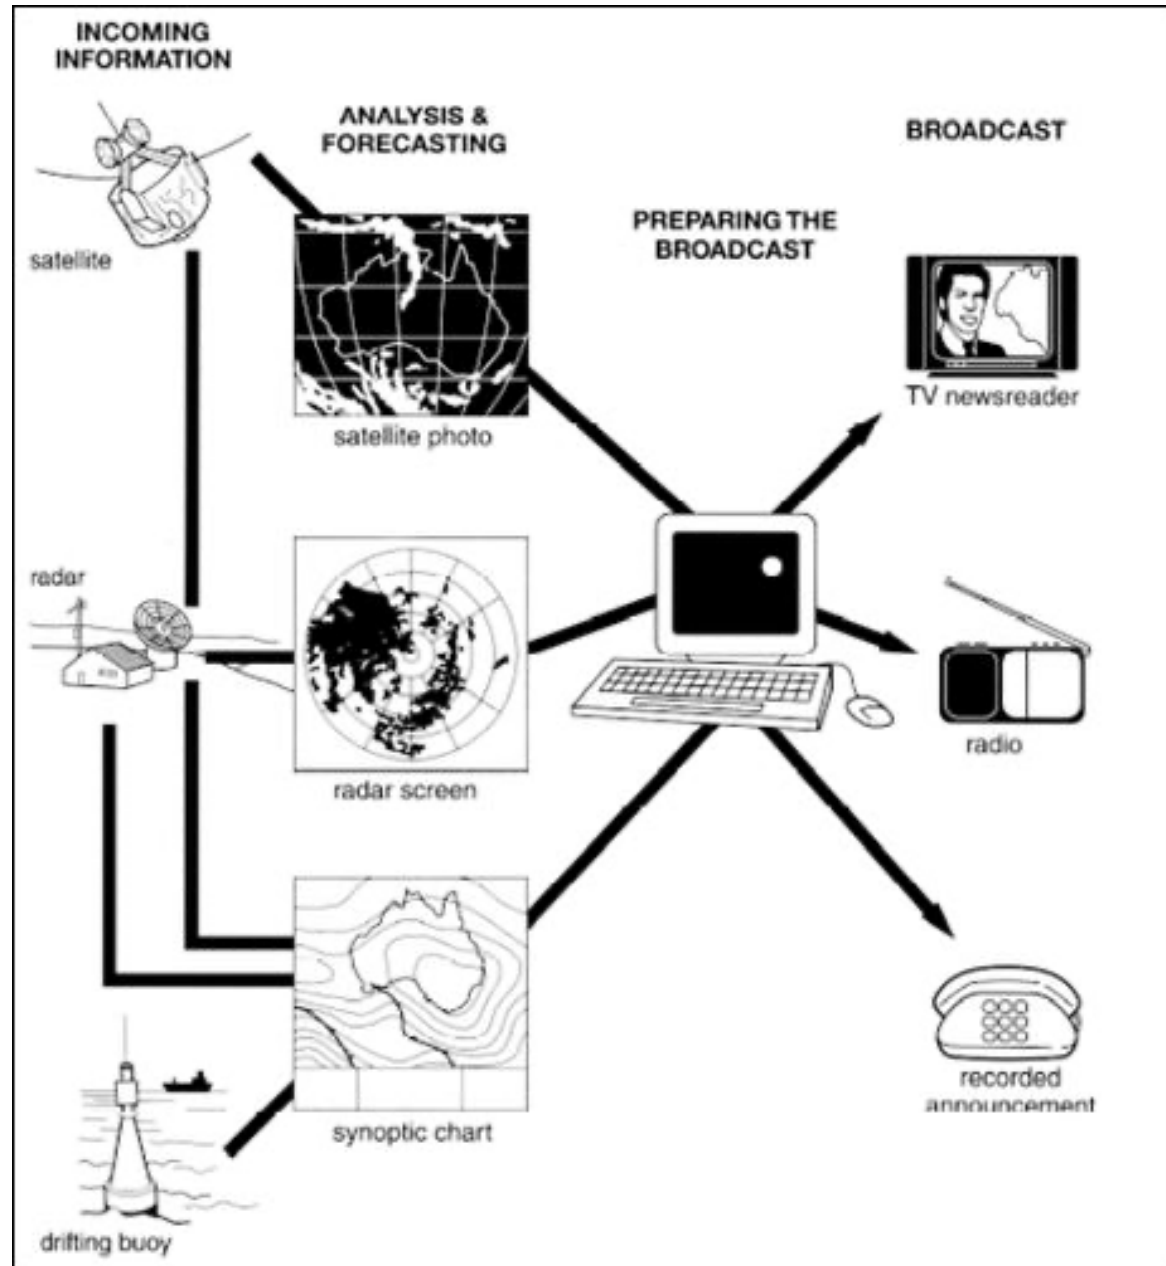 INCOMING
INFORMATION
ANALYSIS &
FORECASTING
PREPARING THE
BROADCAST
BROADCAST
satellite
satellite photo
TV newsreader
radar
radar screen
radio
synoptic chart
drifting buoy
recorded
announcement